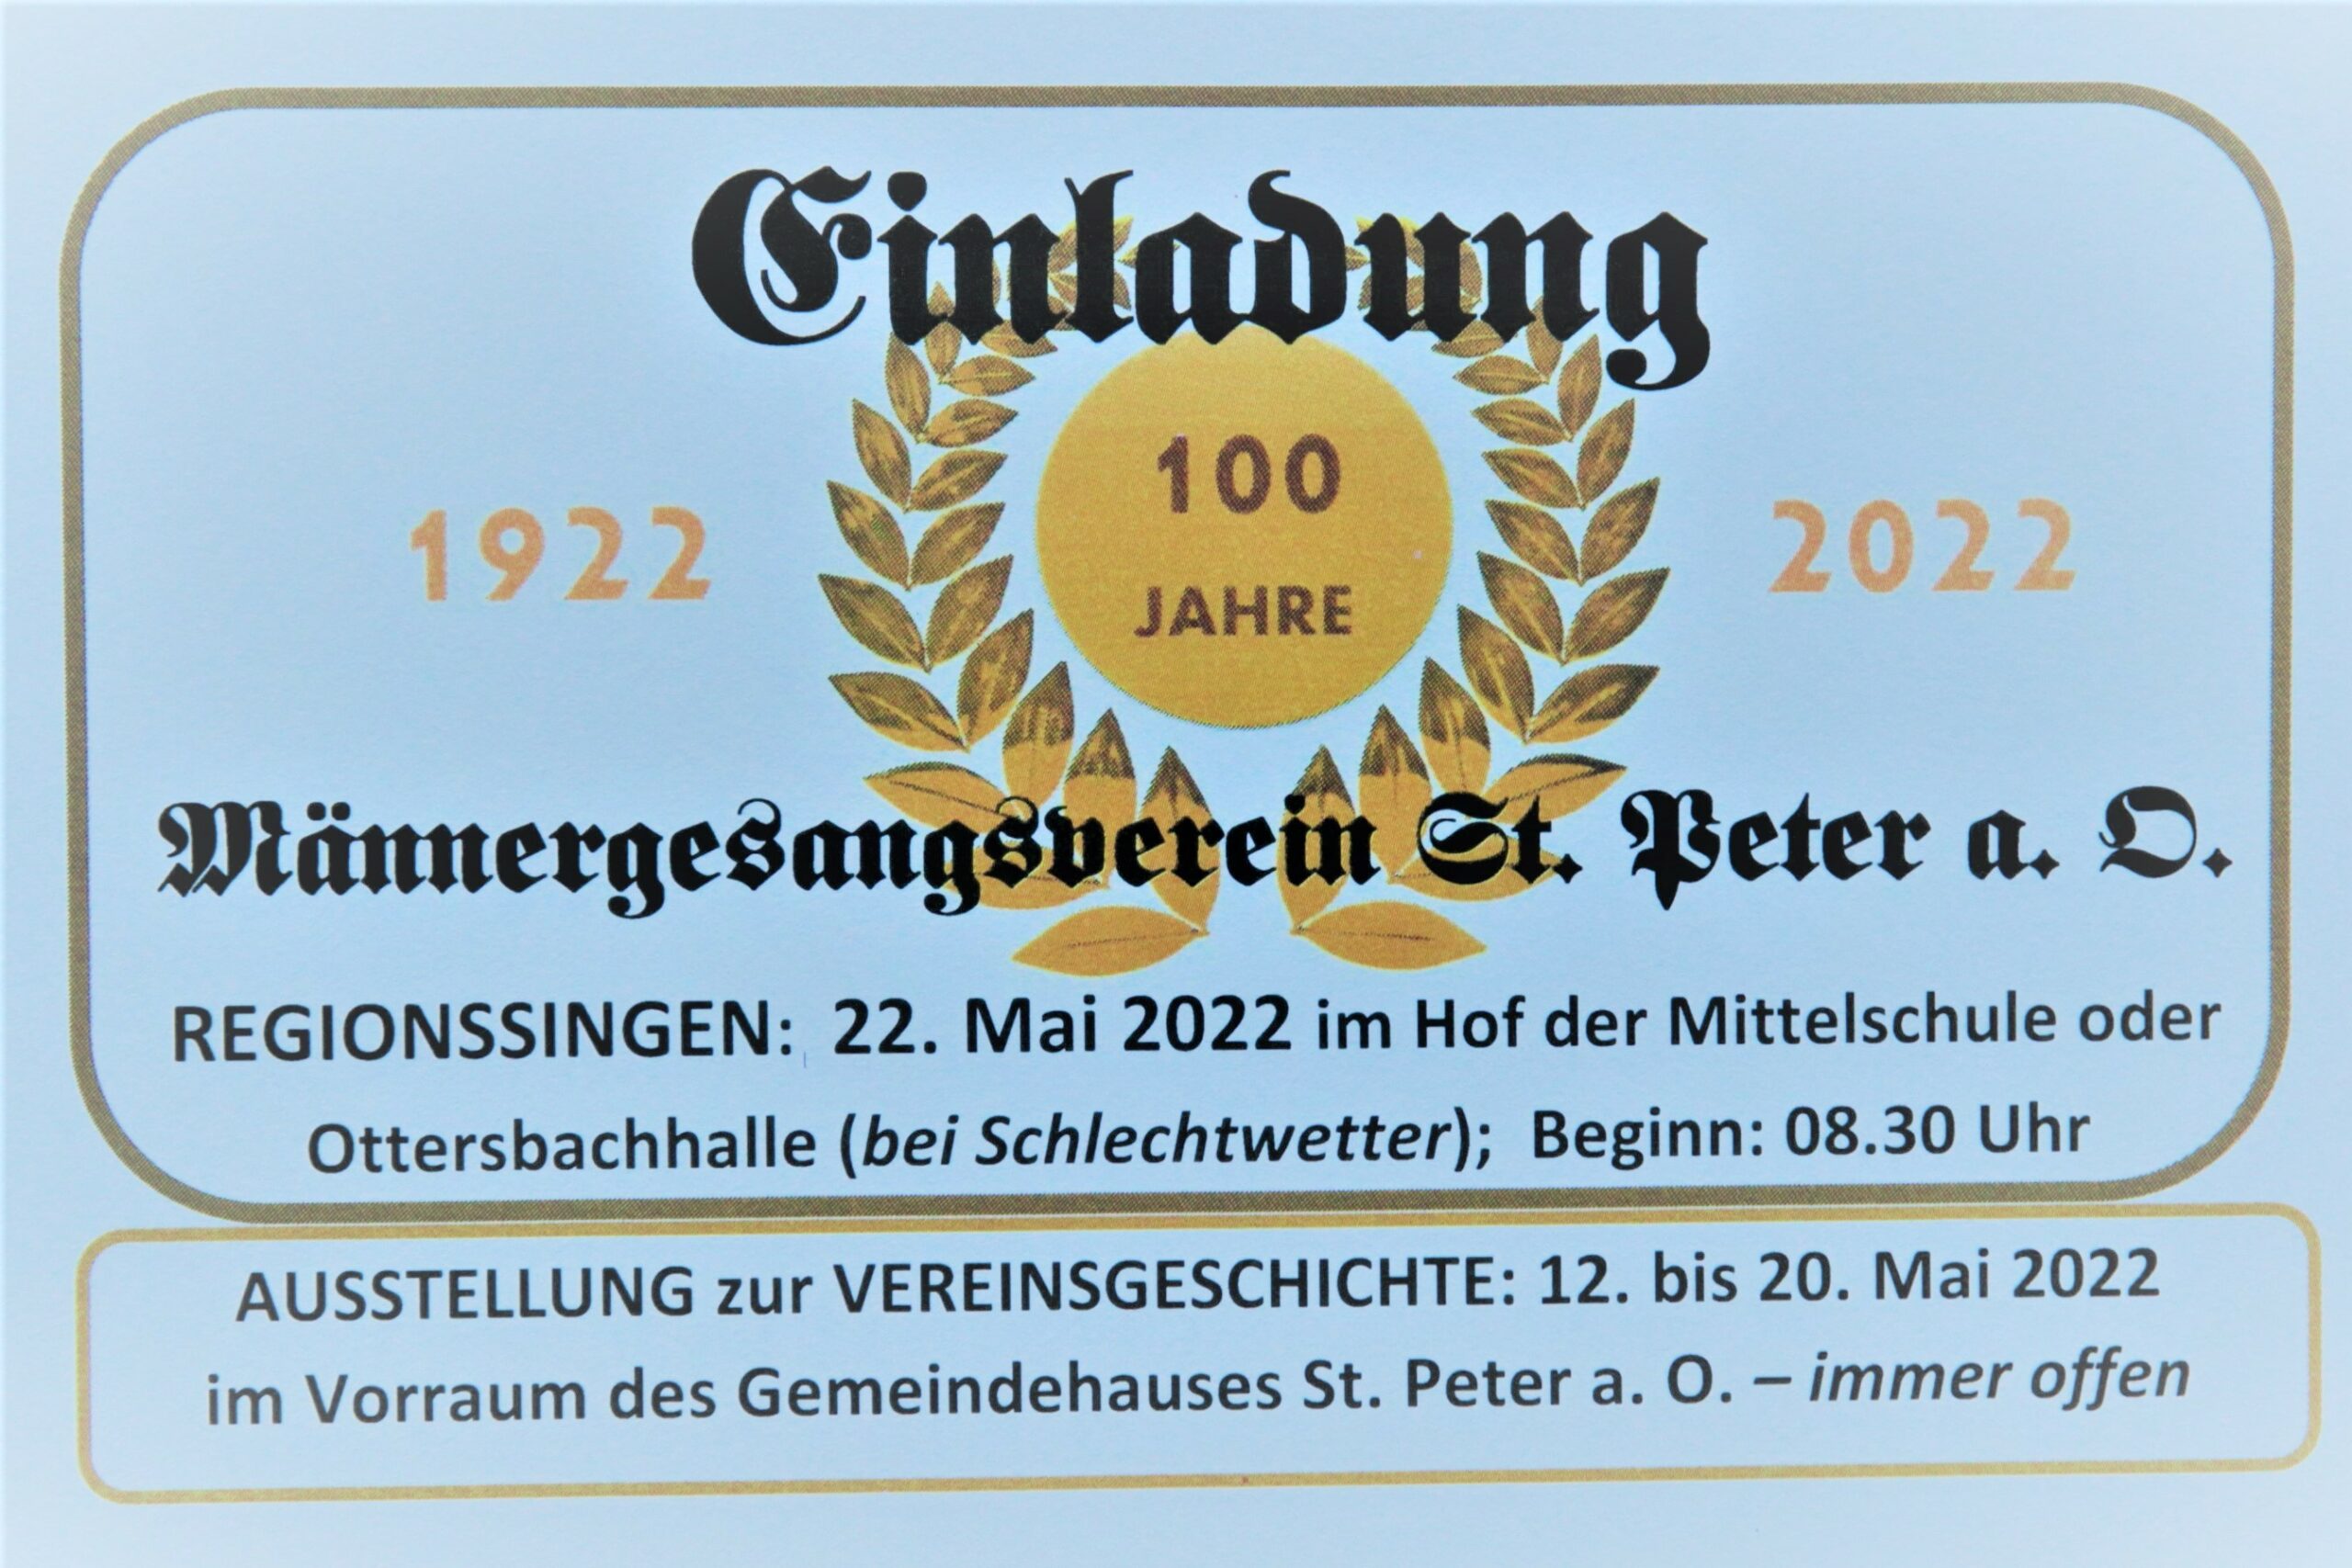 Einladung
100
JAHRE
1922
2022
Männergesangsverein St. Peter a. O.
REGIONSSINGEN: 22. Mai 2022 im Hof der Mittelschule oder
Ottersbachhalle (bei Schlechtwetter); Beginn: 08.30 Uhr
AUSSTELLUNG zur VEREINSGESCHICHTE: 12. bis 20. Mai 2022
im Vorraum des Gemeindehauses St. Peter a. O. – immer offen